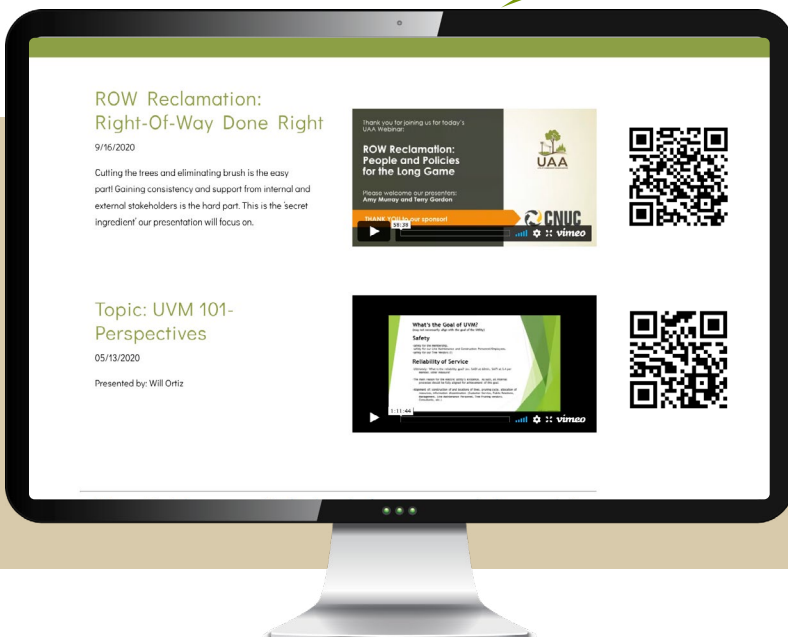 ROW Reclamation:
Right-Of-Way Done Right
9/16/2020
Cutting the trees and eliminating brush is the easy
part! Gaining consistency and support from internal and
external stakeholders is the hard part. This is the 'secret
ingredient' our presentation will focus on.
Thank you for joining us for today's
UAA Webinar:
ROW Reclamation:
People and Policies
for the Long Game
Please welcome our presenters:
Amy Murray and Terry Gordon
THANK YOU to our sponsor!
UAA
CNUC
58:38
vimeo
Topic: UVM 101-
Perspectives
05/13/2020
Presented by: Will Ortiz
What's the Goal of UVM?
Safety
Reliability of Service
1:11:44
vimeo